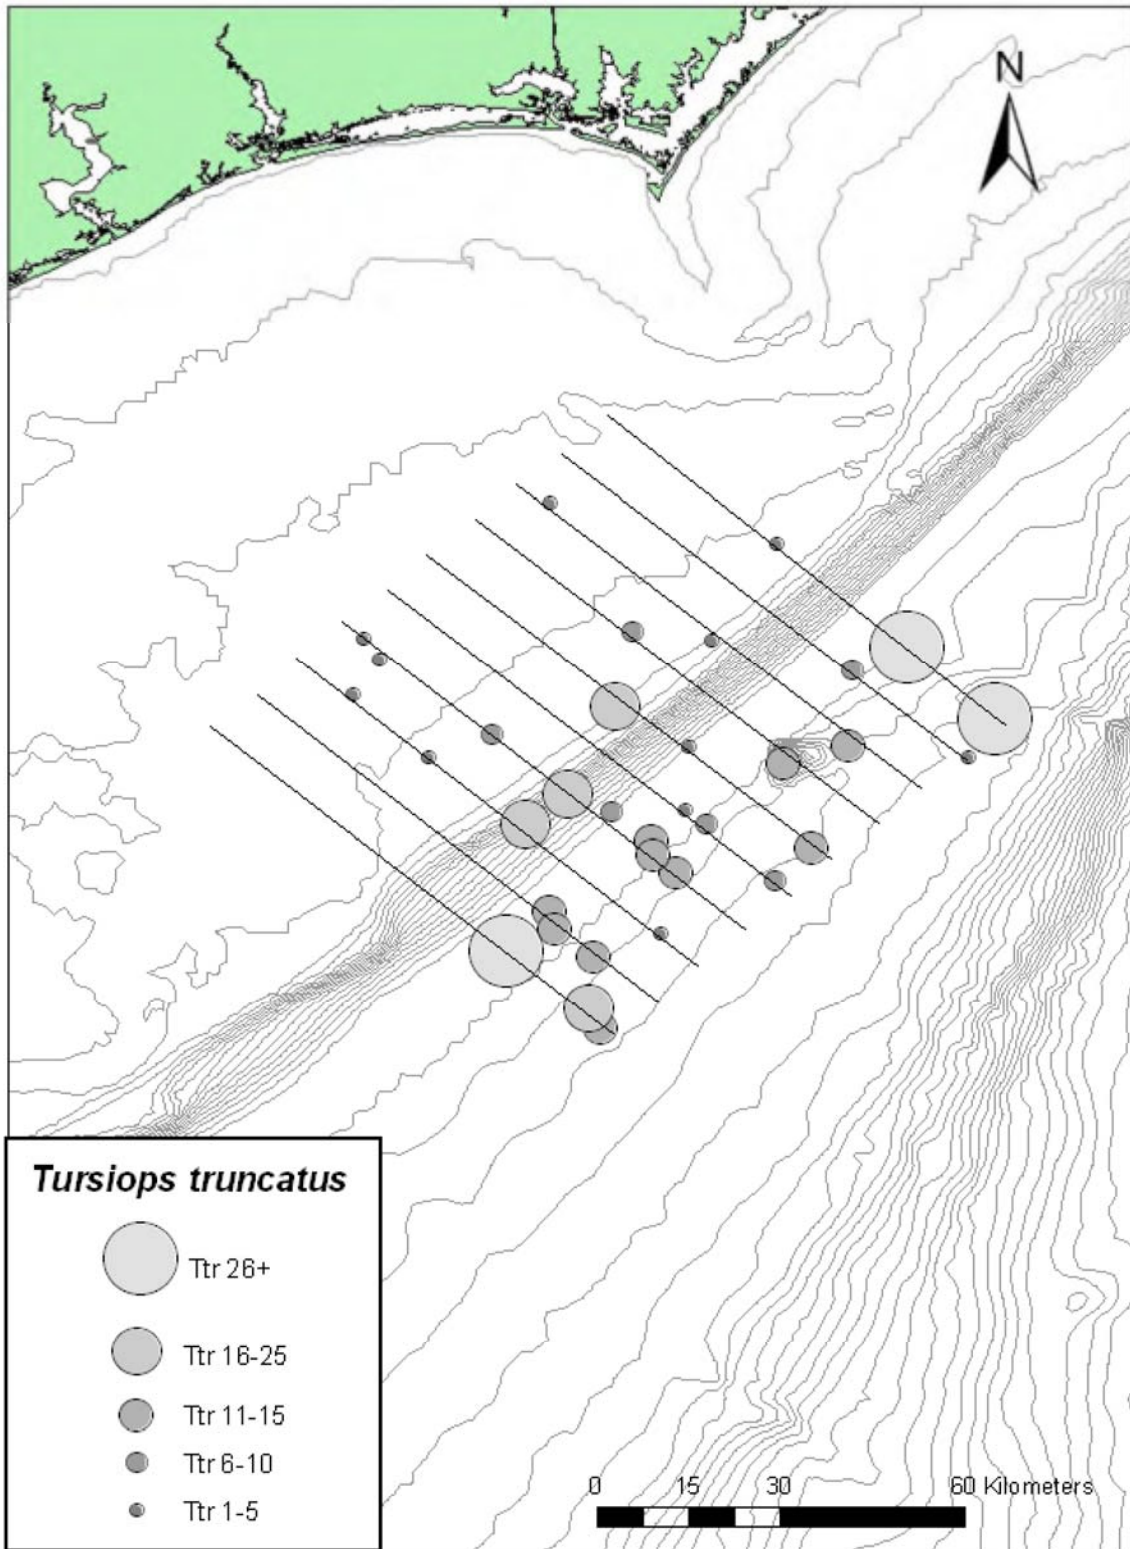 N
Tursiops truncatus
Ttr 26+
Ttr 16-25
Ttr 11-15
Ttr 6-10
Ttr 1-5
0 15 30 60 Kilometers